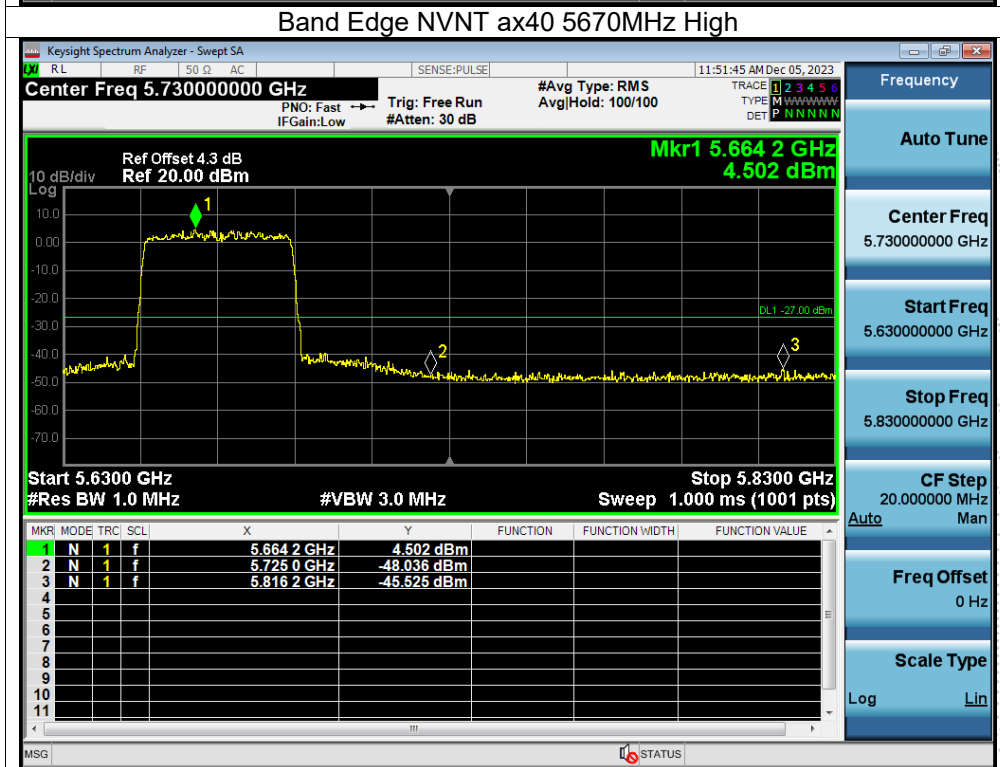 Band Edge NVNT ax40 5670MHz High
Keysight Spectrum Analyzer - Swept SA
LXI RL RF 50 Ω AC SENSE:PULSE 11:51:45 AM Dec 05, 2023
Center Freq 5.730000000 GHz #Avg Type: RMS TRACE 1 2 3 4 5 6
PNO: Fast Trig: Free Run Avg|Hold: 100/100 TYPE M WWWWW
IFGain:Low #Atten: 30 dB DET P N N N N N
Mkr1 5.664 2 GHz
Ref Offset 4.3 dB
10 dB/div Ref 20.00 dBm 4.502 dBm
Log
10.0
0.00
-10.0
-20.0
-30.0
-40.0
-50.0
-60.0
-70.0
1
DL1 -27.00 dBm
2
3
Start 5.6300 GHz Stop 5.8300 GHz
#Res BW 1.0 MHz #VBW 3.0 MHz Sweep 1.000 ms (1001 pts)
MKR MODE TRC SCL X Y FUNCTION FUNCTION WIDTH FUNCTION VALUE
1 N 1 f 5.664 2 GHz 4.502 dBm
2 N 1 f 5.725 0 GHz -48.036 dBm
3 N 1 f 5.816 2 GHz -45.525 dBm
4
5
6
7
8
9
10
11
MSG STATUS
Frequency
Auto Tune
Center Freq
5.730000000 GHz
Start Freq
5.630000000 GHz
Stop Freq
5.830000000 GHz
CF Step
20.000000 MHz
Auto Man
Freq Offset
0 Hz
Scale Type
Log Lin